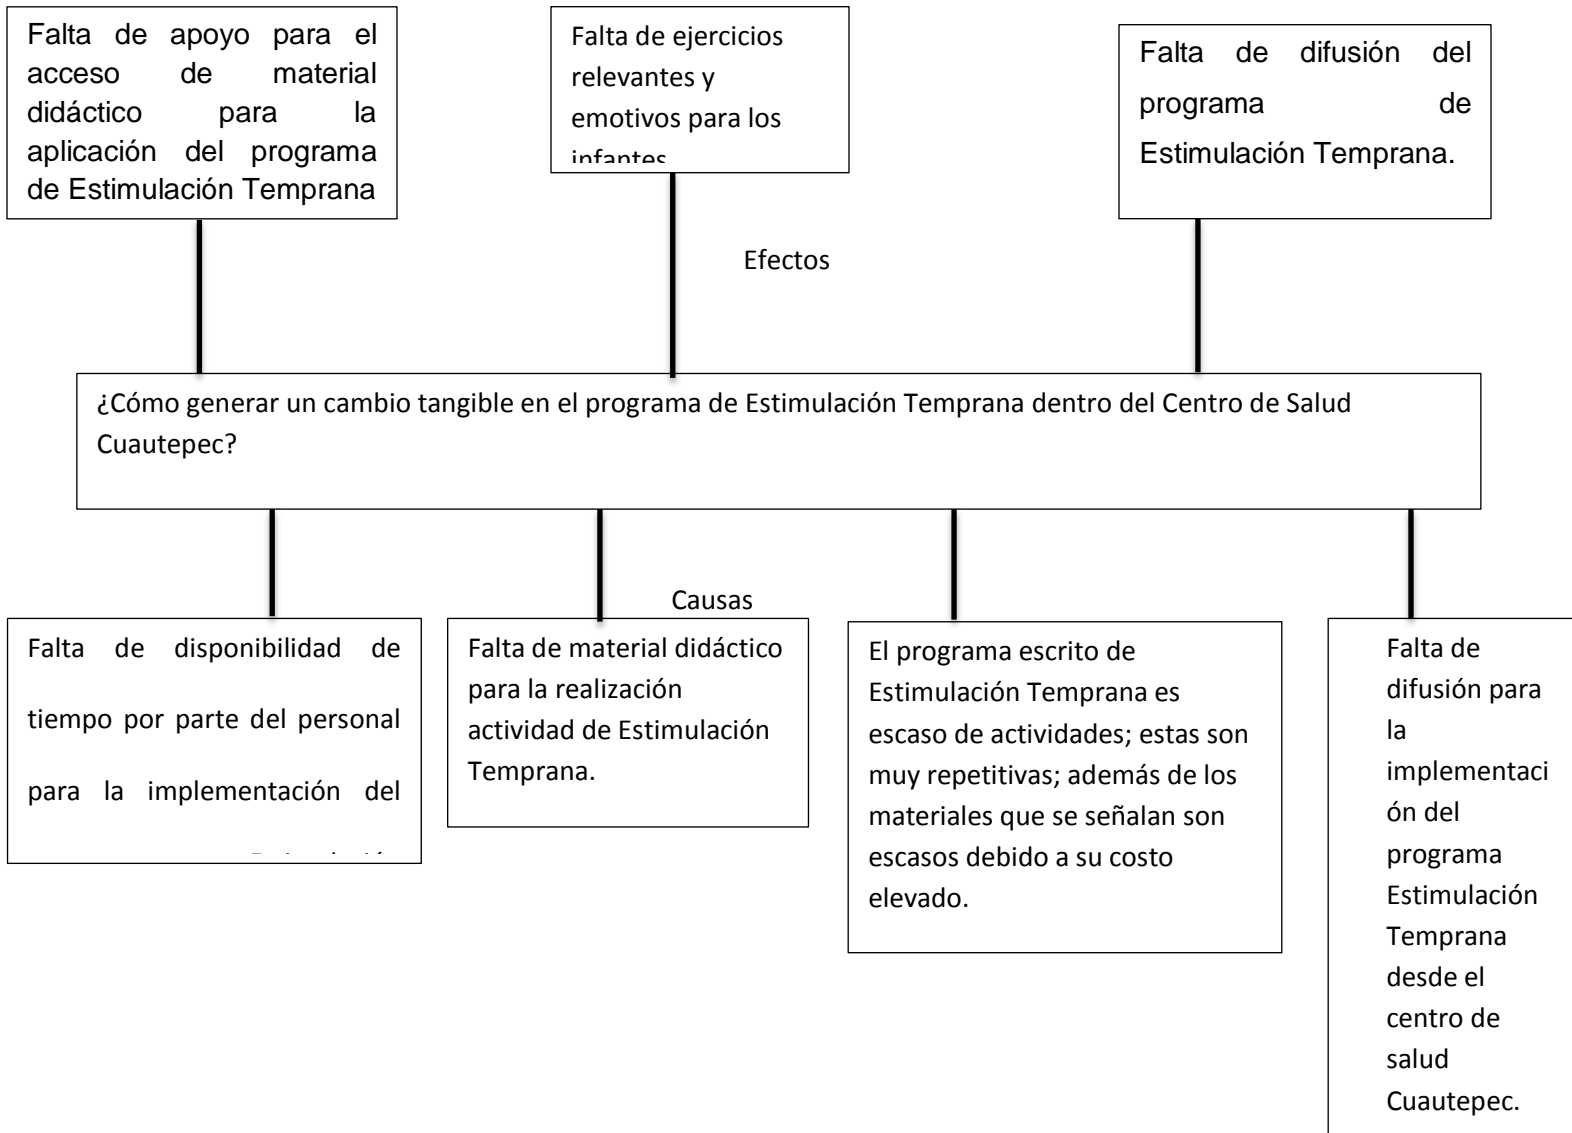 Falta de apoyo para el
acceso de material
didáctico para la
aplicación del programa
de Estimulación Temprana
Falta de ejercicios
relevantes y
emotivos para los
infantes
Falta de difusión del
programa de
Estimulación Temprana.
Efectos
¿Cómo generar un cambio tangible en el programa de Estimulación Temprana dentro del Centro de Salud
Cuautepec?
Causas
Falta de disponibilidad de
tiempo por parte del personal
para la implementación del
Falta de material didáctico
para la realización
actividad de Estimulación
Temprana.
El programa escrito de
Estimulación Temprana es
escaso de actividades; estas son
muy repetitivas; además de los
materiales que se señalan son
escasos debido a su costo
elevado.
Falta de
difusión para
la
implementaci
ón del
programa
Estimulación
Temprana
desde el
centro de
salud
Cuautepec.